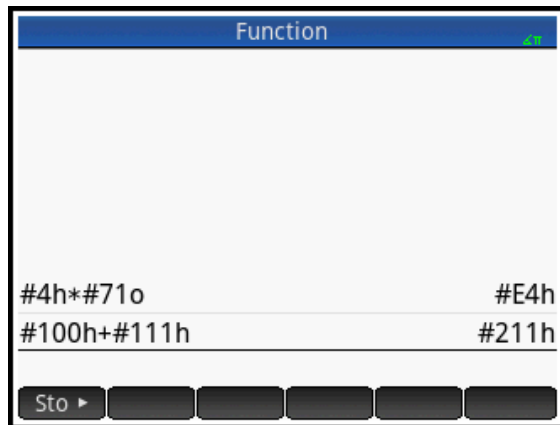 Function
∡π
#4h*#71o #E4h
#100h+#111h #211h
Sto ►